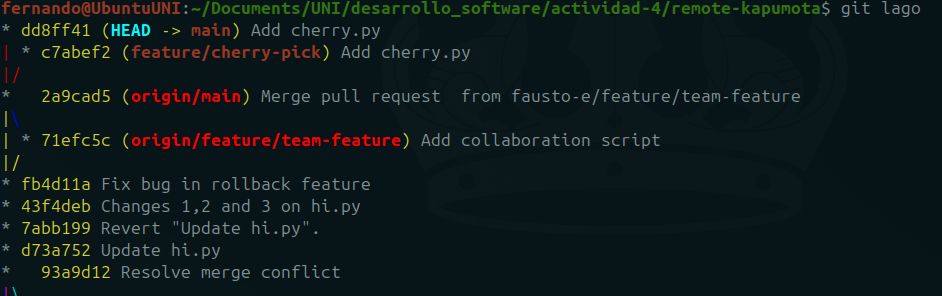 fernando@UbuntuUNI:~/Documents/UNI/desarrollo_software/actividad-4/remote-kapumota$ git lago
* dd8ff41 (HEAD -> main) Add cherry.py
| * c7abef2 (feature/cherry-pick) Add cherry.py
|/
*   2a9cad5 (origin/main) Merge pull request  from fausto-e/feature/team-feature
|\
| * 71efc5c (origin/feature/team-feature) Add collaboration script
|/
* fb4d11a Fix bug in rollback feature
* 43f4deb Changes 1,2 and 3 on hi.py
* 7abb199 Revert "Update hi.py".
* d73a752 Update hi.py
*   93a9d12 Resolve merge conflict
|\